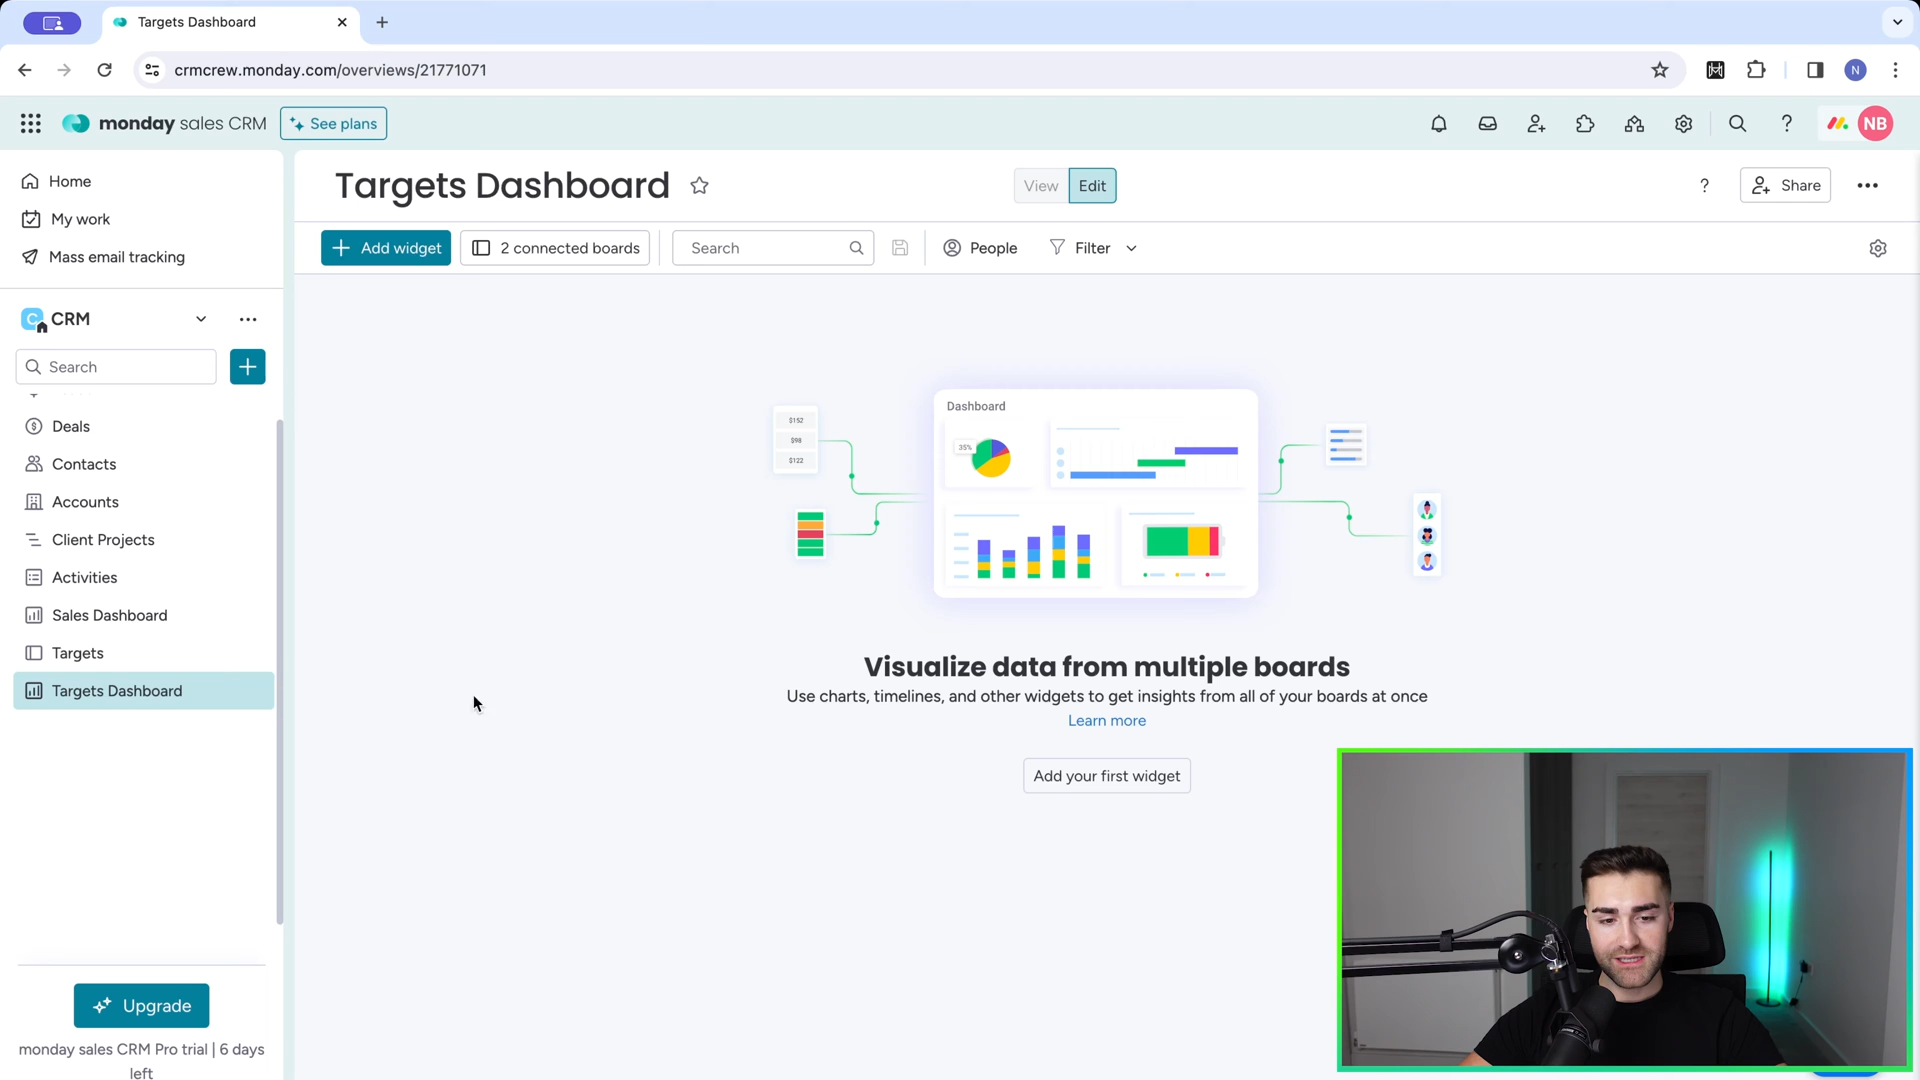 Targets Dashboard
crmcrew.monday.com/overviews/21771071
N
monday sales CRM
See plans
NB
Home
My work
Mass email tracking
CRM
Search
Deals
Contacts
Accounts
Client Projects
Activities
Sales Dashboard
Targets
Targets Dashboard
Upgrade
monday sales CRM Pro trial | 6 days
left
Targets Dashboard
View
Edit
?
Share
Add widget
2 connected boards
Search
People
Filter
Dashboard
$152
$98
$122
35%
Visualize data from multiple boards
Use charts, timelines, and other widgets to get insights from all of your boards at once
Learn more
Add your first widget